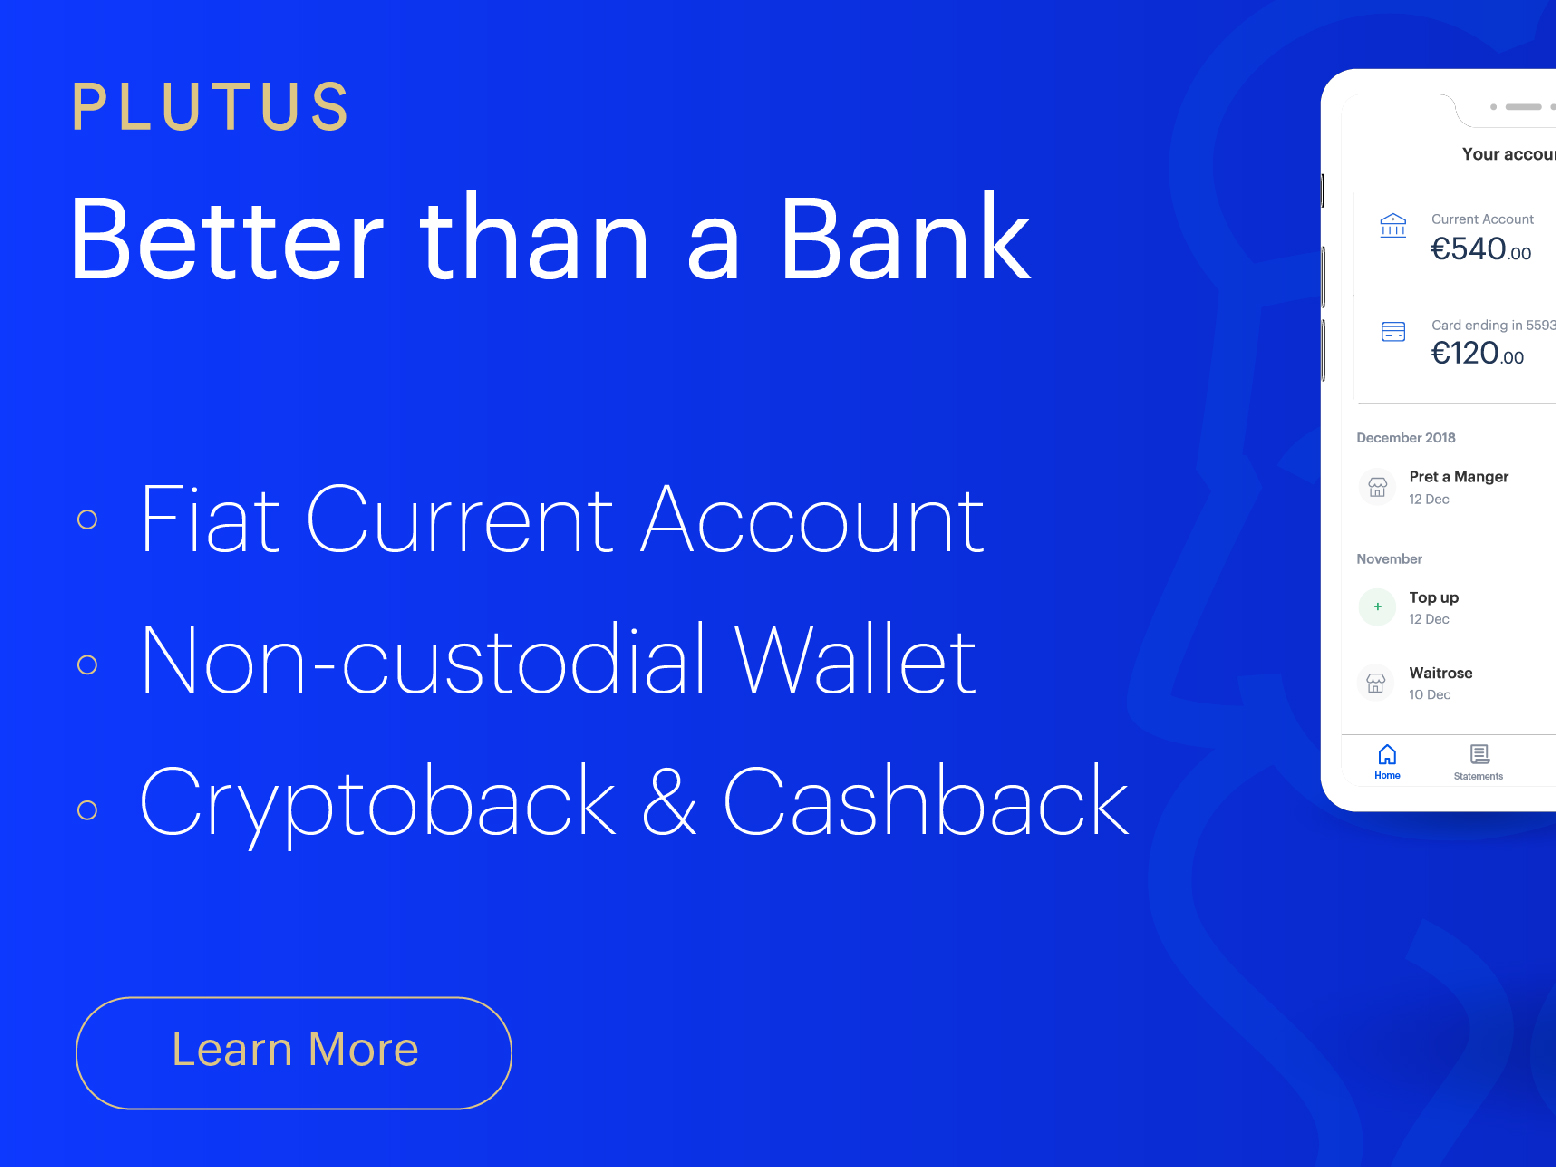 PLUTUS
Better than a Bank
Fiat Current Account
Non-custodial Wallet
Cryptoback & Cashback
Learn More
Your
Current Account
€540.00
Card ending in 5593
€120.00
December 2018
Pret a Manger
12 Dec
November
Top up
12 Dec
Waitrose
10 Dec
Home
Statements